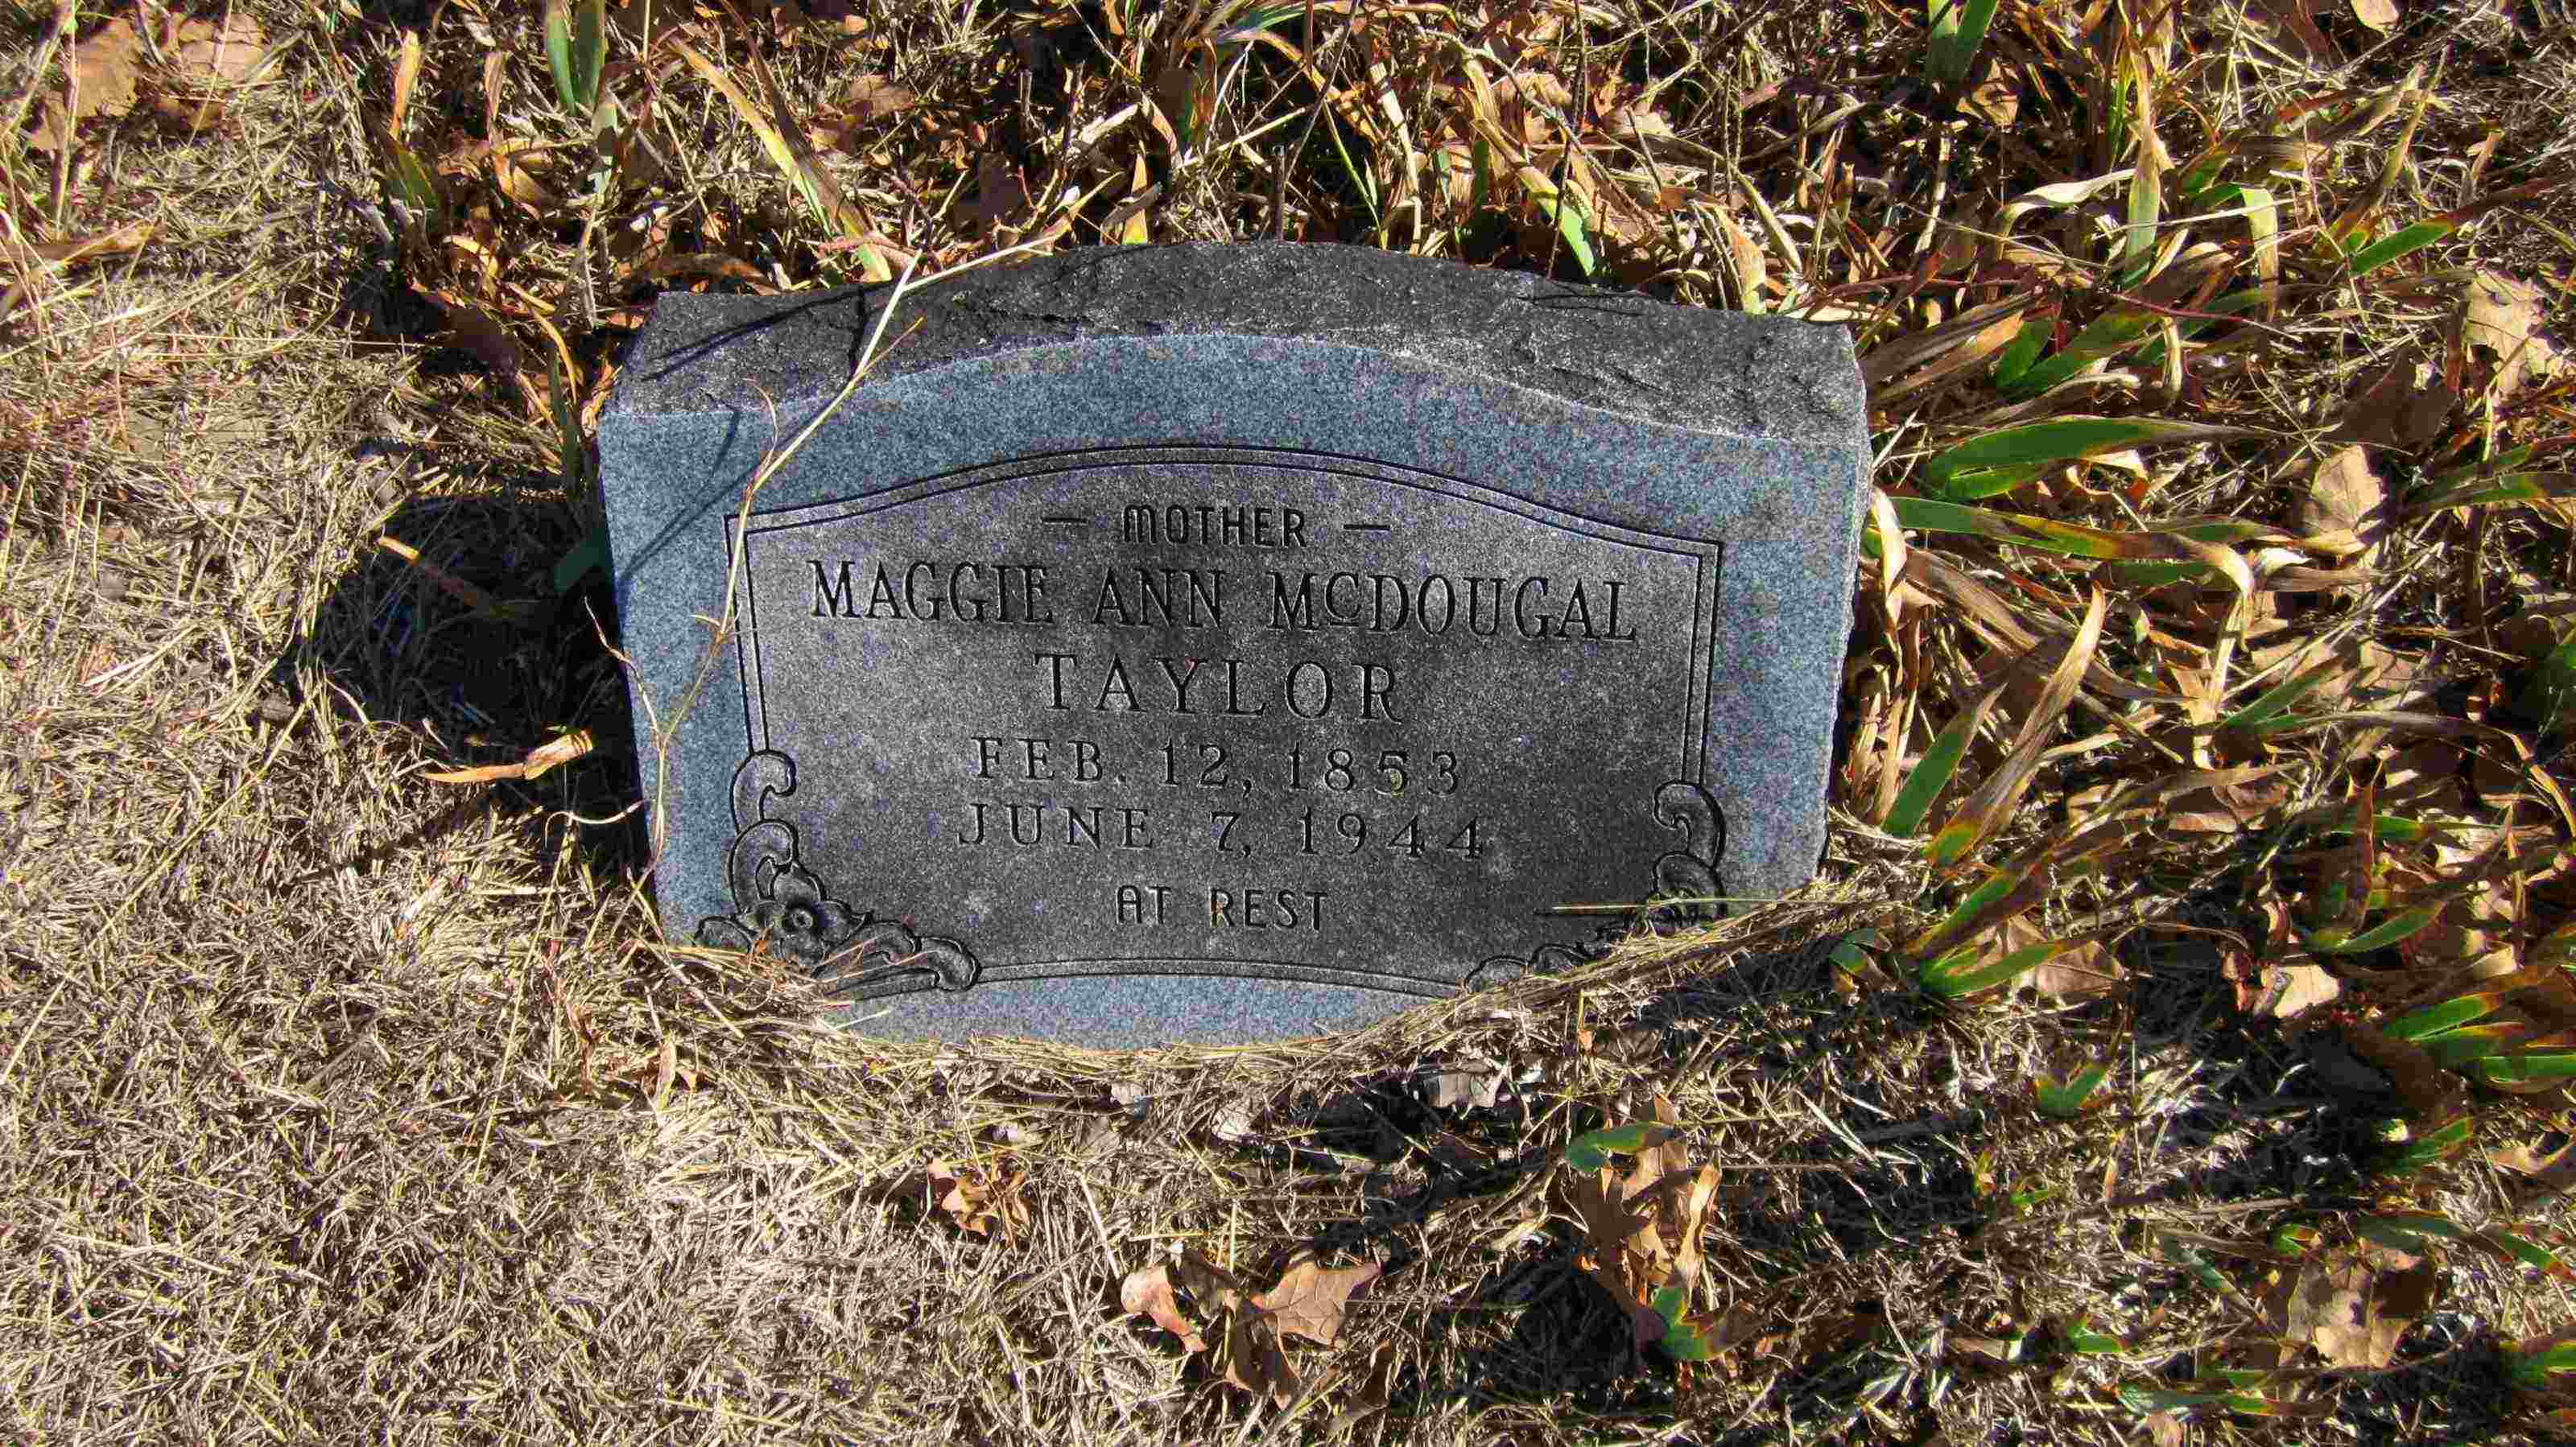 — MOTHER —
MAGGIE ANN McDOUGAL
TAYLOR
FEB. 12, 1853
JUNE 7, 1944
AT REST